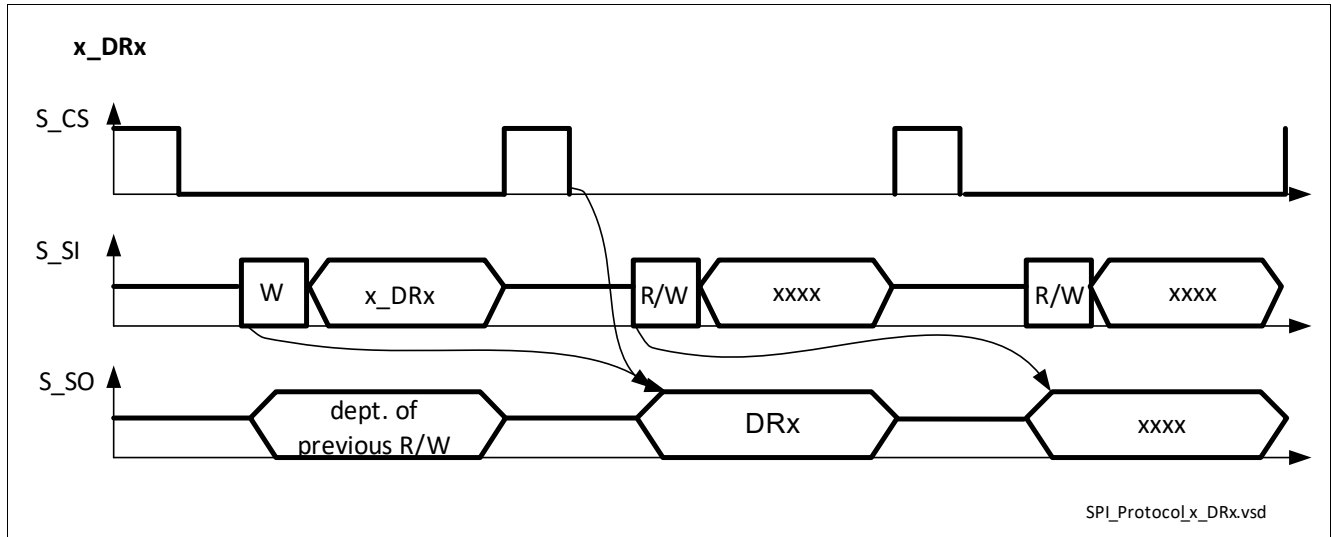 x_DRx
S_CS
S_SI
W
x_DRx
R/W
xxxx
R/W
xxxx
S_SO
dept. of
previous R/W
DRx
xxxx
SPI_Protocol_x_DRx.vsd